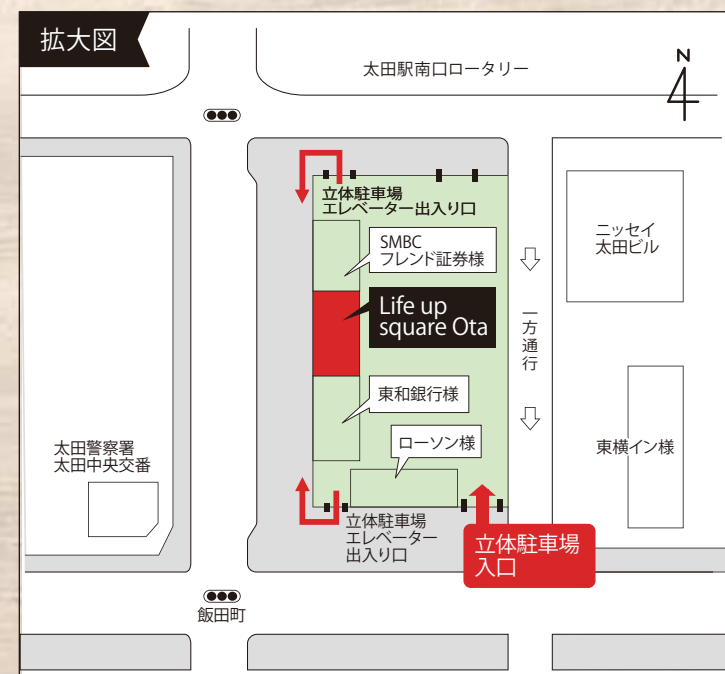 拡大図
太田駅南口ロータリー
N
立体駐車場
エレベーター出入り口
SMBC
フレンド証券様
ニッセイ
太田ビル
Life up
square Ota
一方通行
東和銀行様
ローソン様
東横イン様
太田警察署
太田中央交番
立体駐車場
エレベーター
出入り口
立体駐車場
入口
飯田町